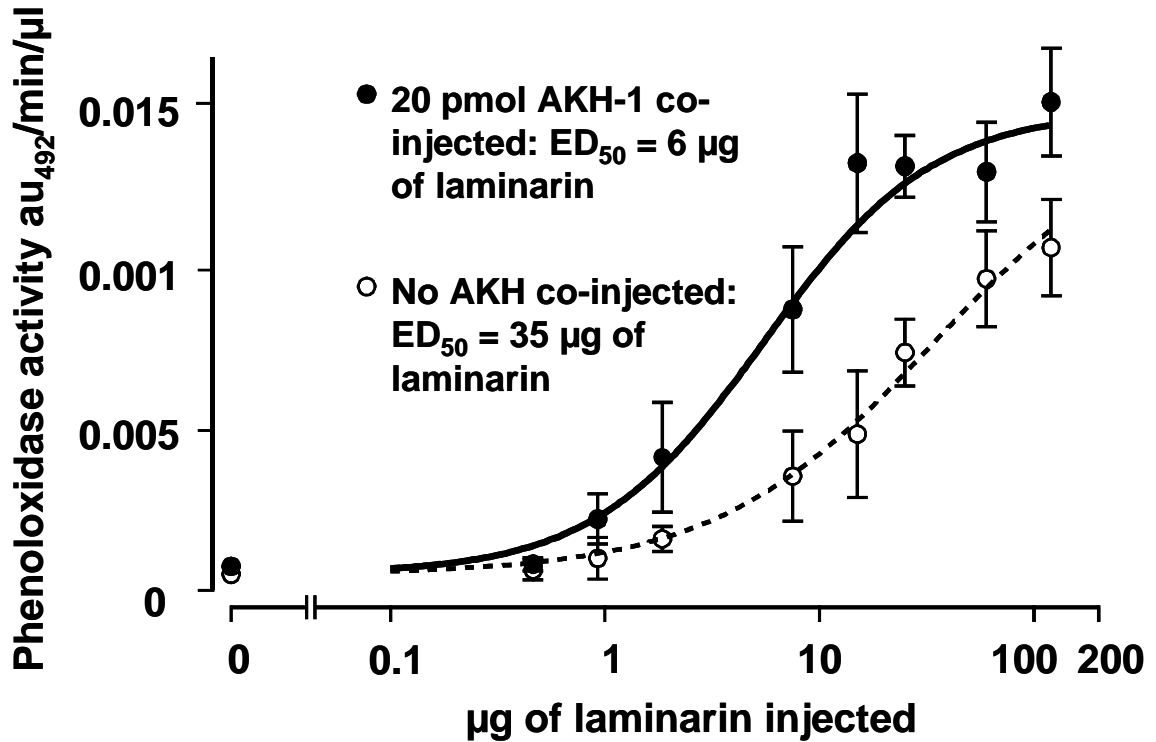 Phenoloxidase activity au492/min/µl
0.015
0.001
0.005
0
20 pmol AKH-1 co-
injected: ED50 = 6 µg
of laminarin
No AKH co-injected:
ED50 = 35 µg of
laminarin
0 0.1 1 10 100 200
µg of laminarin injected